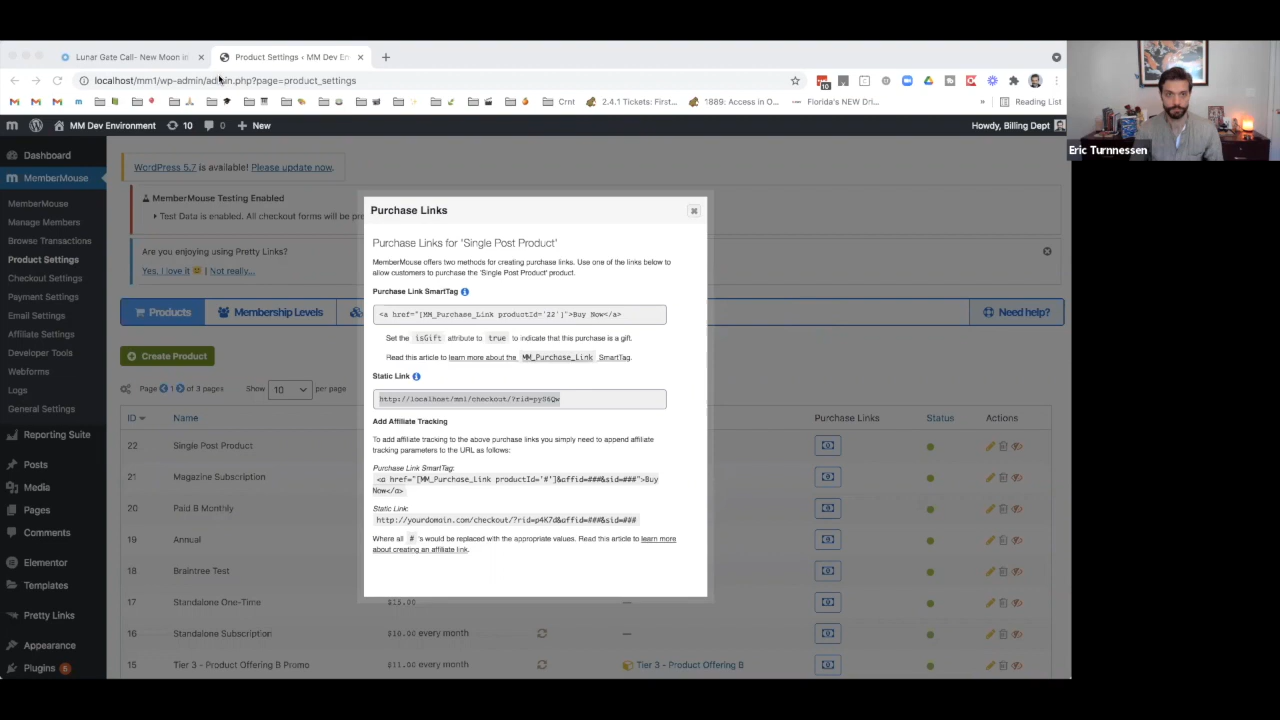 Lunar Gate Call- New Moon in
Product Settings ‹ MM Dev En
localhost/mm1/wp-admin/admin.php?page=product_settings
10
Crnt
2.4.1 Tickets: First...
1889: Access in O...
Florida's NEW Dri...
Reading List
Eric Turnnessen
MM Dev Environment
10
0
New
Howdy, Billing Dept
Dashboard
MemberMouse
MemberMouse
Manage Members
Browse Transactions
Product Settings
Checkout Settings
Payment Settings
Email Settings
Affiliate Settings
Developer Tools
Webforms
Logs
General Settings
Reporting Suite
Posts
Media
Pages
Comments
Elementor
Templates
Pretty Links
Appearance
Plugins 6
WordPress 5.7 is available! Please update now.
MemberMouse Testing Enabled
Test Data is enabled. All checkout forms will be pre
Are you enjoying using Pretty Links?
Yes, I love it
Not really...
Products
Membership Levels
Need help?
Create Product
Page 1 of 3 pages
Show 10 per page
ID
Name
Purchase Links
Status
Actions
22
Single Post Product
21
Magazine Subscription
20
Paid B Monthly
19
Annual
18
Braintree Test
17
Standalone One-Time
$15.00
—
16
Standalone Subscription
$10.00 every month
—
15
Tier 3 - Product Offering B Promo
$11.00 every month
Tier 3 - Product Offering B
Purchase Links
Purchase Links for 'Single Post Product'
MemberMouse offers two methods for creating purchase links. Use one of the links below to
allow customers to purchase the 'Single Post Product' product.
Purchase Link SmartTag
<a href="[MM_Purchase_Link productId='22']">Buy Now</a>
Set the isGift attribute to true to indicate that this purchase is a gift.
Read this article to learn more about the MM_Purchase_Link SmartTag.
Static Link
http://localhost/mm1/checkout/?rid=pyS6Qw
Add Affiliate Tracking
To add affiliate tracking to the above purchase links you simply need to append affiliate
tracking parameters to the URL as follows:
Purchase Link SmartTag:
<a href="[MM_Purchase_Link productId='#']&affid=###&sid=###">Buy
Now</a>
Static Link:
http://yourdomain.com/checkout/?rid=p4K7d&affid=###&sid=###
Where all # 's would be replaced with the appropriate values. Read this article to learn more
about creating an affiliate link.